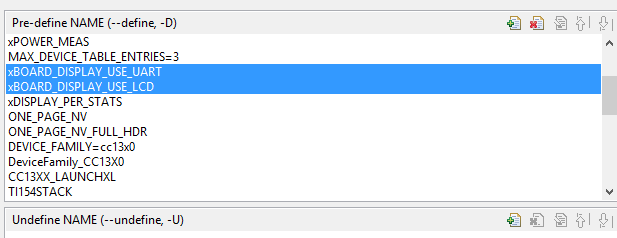 Pre-define NAME (--define, -D)
xPOWER_MEAS
MAX_DEVICE_TABLE_ENTRIES=3
xBOARD_DISPLAY_USE_UART
xBOARD_DISPLAY_USE_LCD
xDISPLAY_PER_STATS
ONE_PAGE_NV
ONE_PAGE_NV_FULL_HDR
DEVICE_FAMILY=cc13x0
DeviceFamily_CC13X0
CC13XX_LAUNCHXL
TI154STACK
Undefine NAME (--undefine, -U)